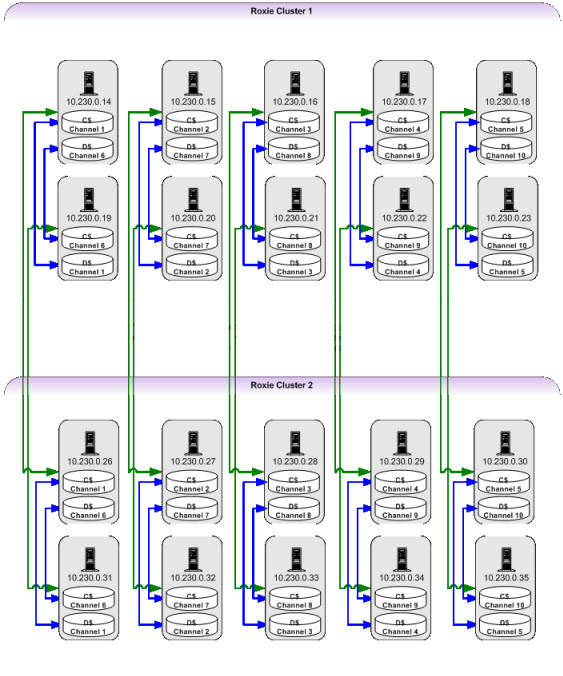 Roxie Cluster 1
10.230.0.14 10.230.0.15 10.230.0.16 10.230.0.17 10.230.0.18
C$ C$ C$ C$ C$
Channel 1 Channel 2 Channel 3 Channel 4 Channel 5
D$ D$ D$ D$ D$
Channel 6 Channel 7 Channel 8 Channel 9 Channel 10
10.230.0.19 10.230.0.20 10.230.0.21 10.230.0.22 10.230.0.23
C$ C$ C$ C$ C$
Channel 6 Channel 7 Channel 8 Channel 9 Channel 10
D$ D$ D$ D$ D$
Channel 1 Channel 2 Channel 3 Channel 4 Channel 5
Roxie Cluster 2
10.230.0.26 10.230.0.27 10.230.0.28 10.230.0.29 10.230.0.30
C$ C$ C$ C$ C$
Channel 1 Channel 2 Channel 3 Channel 4 Channel 5
D$ D$ D$ D$ D$
Channel 6 Channel 7 Channel 8 Channel 9 Channel 10
10.230.0.31 10.230.0.32 10.230.0.33 10.230.0.34 10.230.0.35
C$ C$ C$ C$ C$
Channel 6 Channel 7 Channel 8 Channel 9 Channel 10
D$ D$ D$ D$ D$
Channel 1 Channel 2 Channel 3 Channel 4 Channel 5